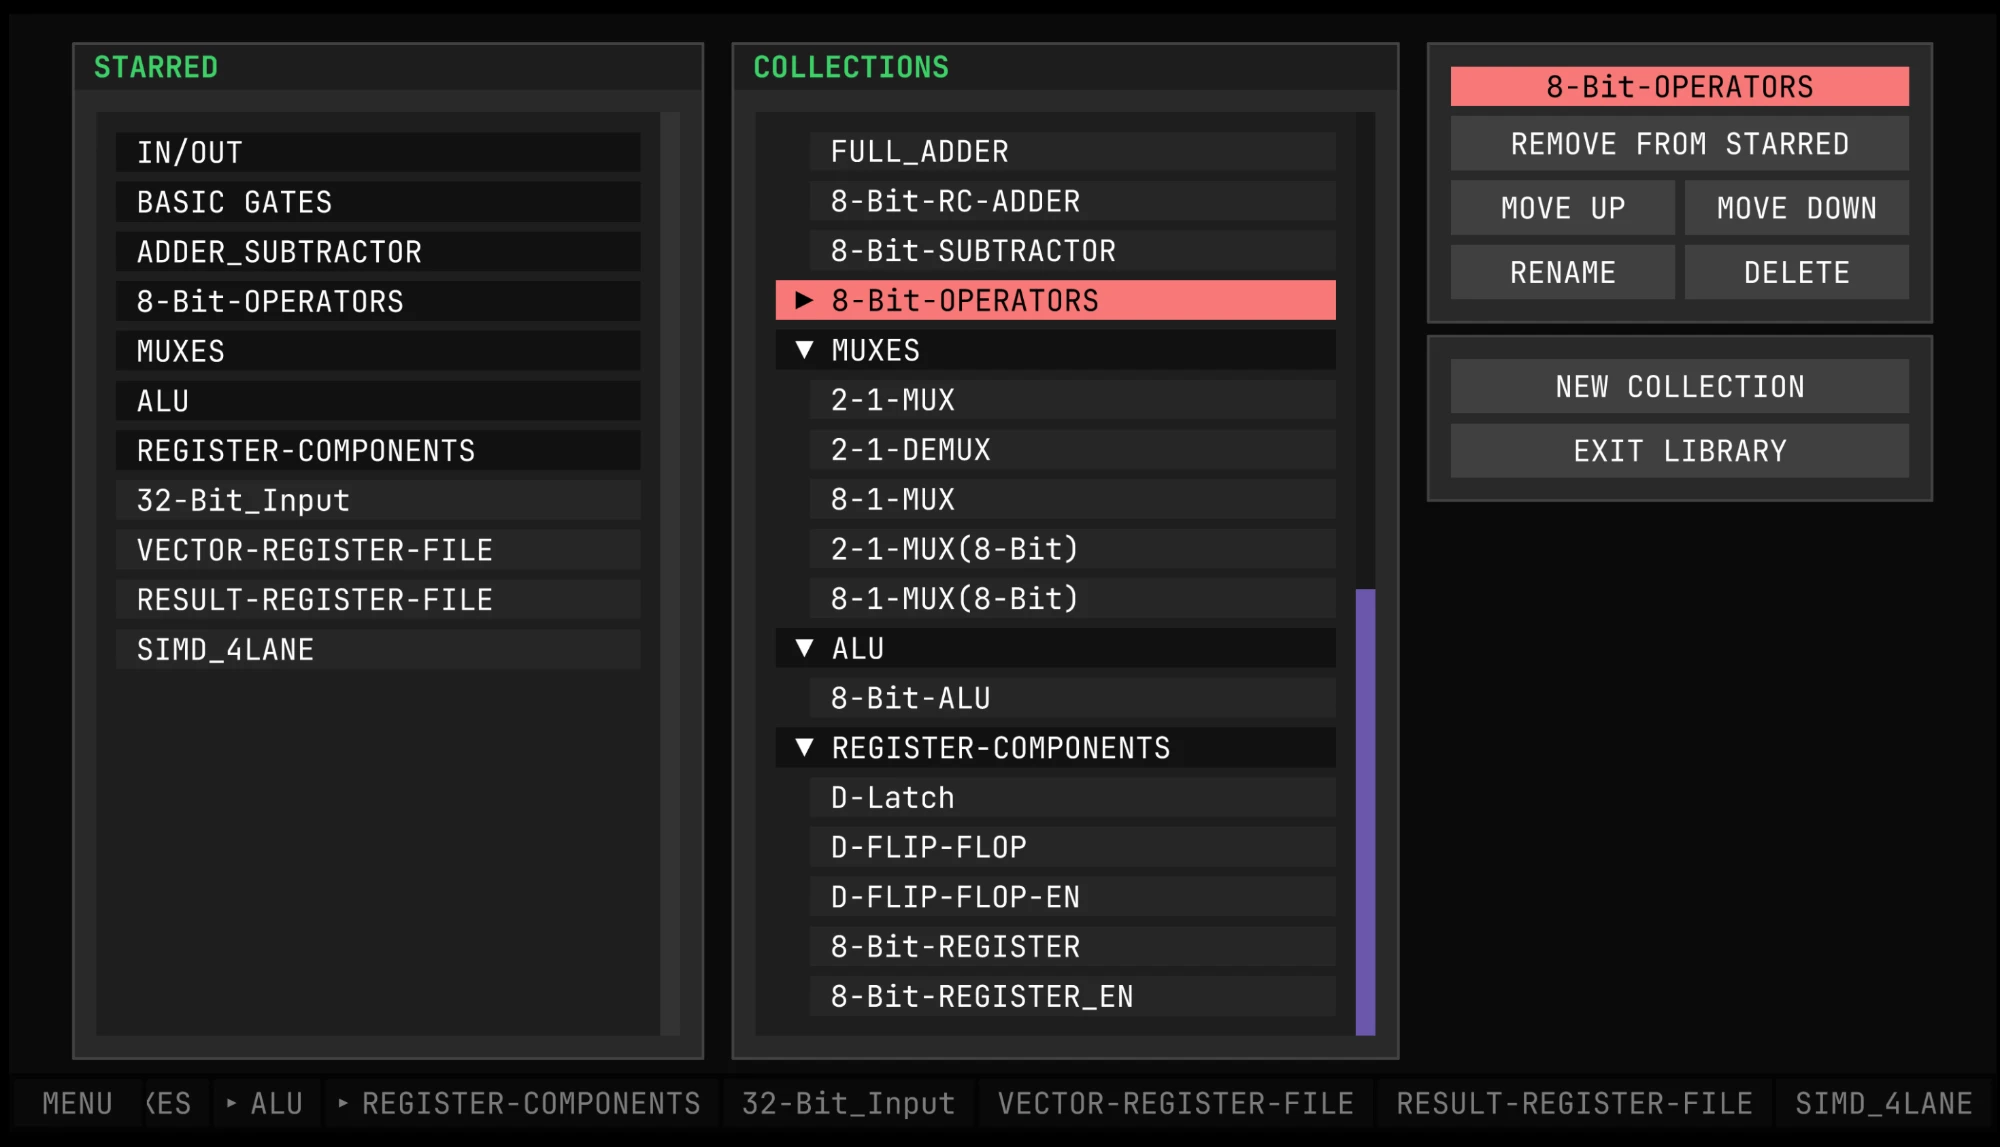 STARRED
IN/OUT
BASIC GATES
ADDER_SUBTRACTOR
8-Bit-OPERATORS
MUXES
ALU
REGISTER-COMPONENTS
32-Bit_Input
VECTOR-REGISTER-FILE
RESULT-REGISTER-FILE
SIMD_4LANE
COLLECTIONS
FULL_ADDER
8-Bit-RC-ADDER
8-Bit-SUBTRACTOR
▶ 8-Bit-OPERATORS
▼ MUXES
2-1-MUX
2-1-DEMUX
8-1-MUX
2-1-MUX(8-Bit)
8-1-MUX(8-Bit)
▼ ALU
8-Bit-ALU
▼ REGISTER-COMPONENTS
D-Latch
D-FLIP-FLOP
D-FLIP-FLOP-EN
8-Bit-REGISTER
8-Bit-REGISTER_EN
8-Bit-OPERATORS
REMOVE FROM STARRED
MOVE UP MOVE DOWN
RENAME DELETE
NEW COLLECTION
EXIT LIBRARY
MENU XES ▸ ALU ▸ REGISTER-COMPONENTS 32-Bit_Input VECTOR-REGISTER-FILE RESULT-REGISTER-FILE SIMD_4LANE